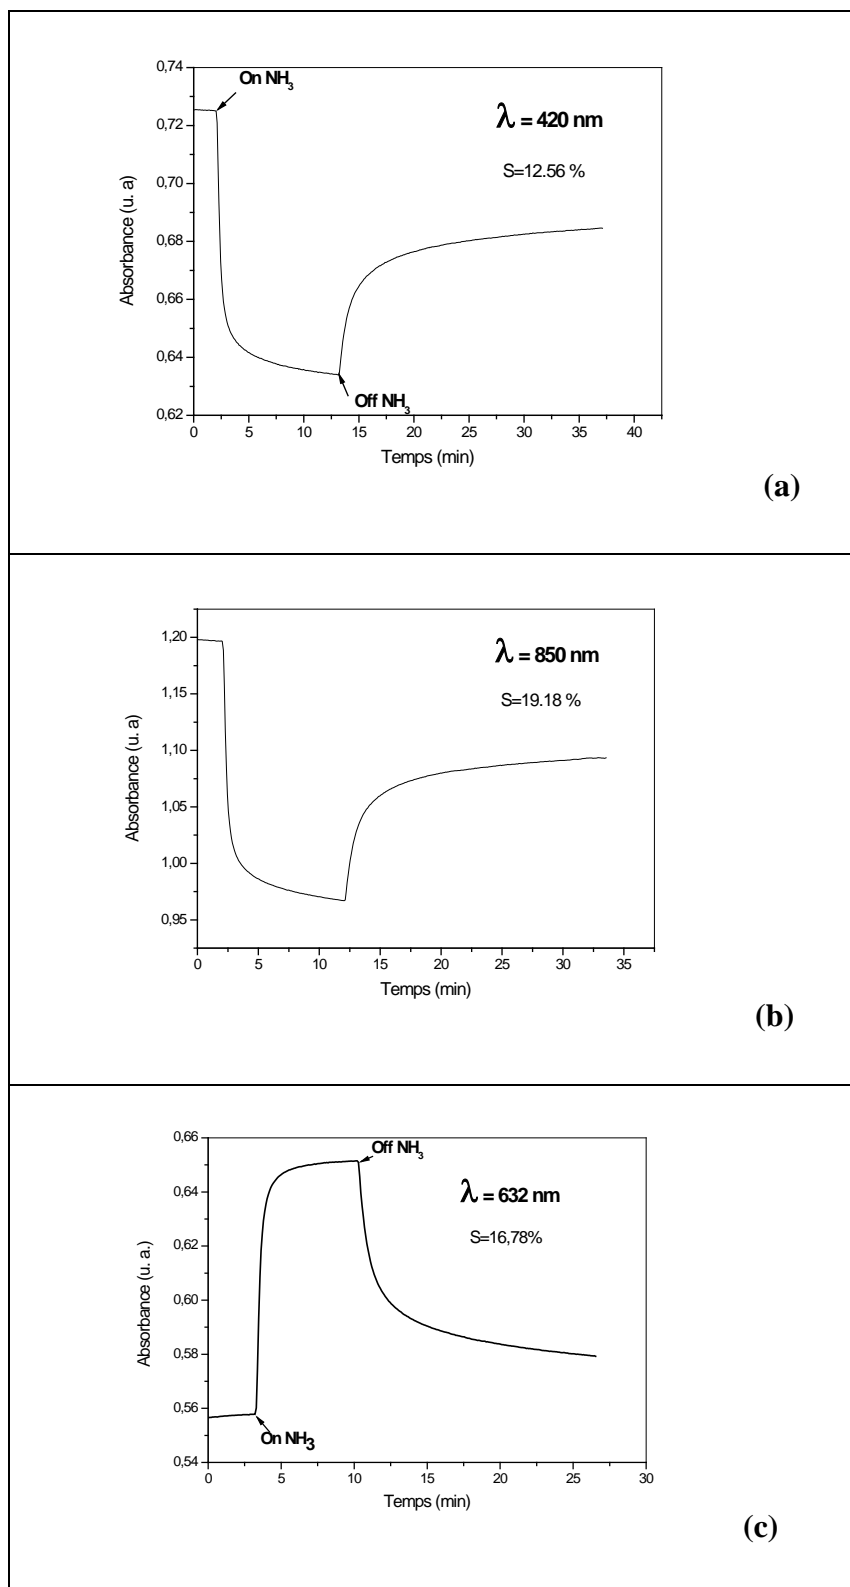 0,74
On NH3
0,72
λ = 420 nm
S=12.56 %
0,70
0,68
0,66
0,64
0,62
Off NH3
Absorbance (u. a)
0 5 10 15 20 25 30 35 40
Temps (min)
(a)
1,20
λ = 850 nm
1,15
S=19.18 %
1,10
1,05
1,00
0,95
Absorbance (u. a)
0 5 10 15 20 25 30 35
Temps (min)
(b)
0,66
Off NH3
0,64
λ = 632 nm
S=16,78%
0,62
0,60
0,58
0,56
On NH3
0,54
Absorbance (u. a.)
0 5 10 15 20 25 30
Temps (min)
(c)